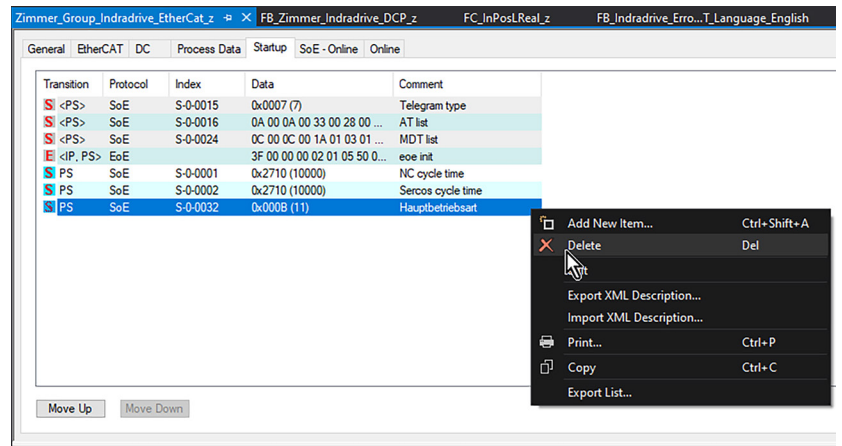 Zimmer_Group_Indradrive_EtherCat_z FB_Zimmer_Indradrive_DCP_z FC_InPosLReal_z FB_Indradrive_Erro...T_Language_English
General EtherCAT DC Process Data Startup SoE - Online Online
Transition Protocol Index Data Comment
S <PS> SoE S-0-0015 0x0007 (7) Telegram type
S <PS> SoE S-0-0016 0A 00 0A 00 33 00 28 00 ... AT list
S <PS> SoE S-0-0024 0C 00 0C 00 1A 01 03 01 ... MDT list
E <IP, PS> EoE 3F 00 00 00 02 01 05 50 0... eoe init
S PS SoE S-0-0001 0x2710 (10000) NC cycle time
S PS SoE S-0-0002 0x2710 (10000) Sercos cycle time
S PS SoE S-0-0032 0x000B (11) Hauptbetriebsart
Add New Item... Ctrl+Shift+A
Delete Del
Export XML Description...
Import XML Description...
Print... Ctrl+P
Copy Ctrl+C
Export List...
Move Up Move Down